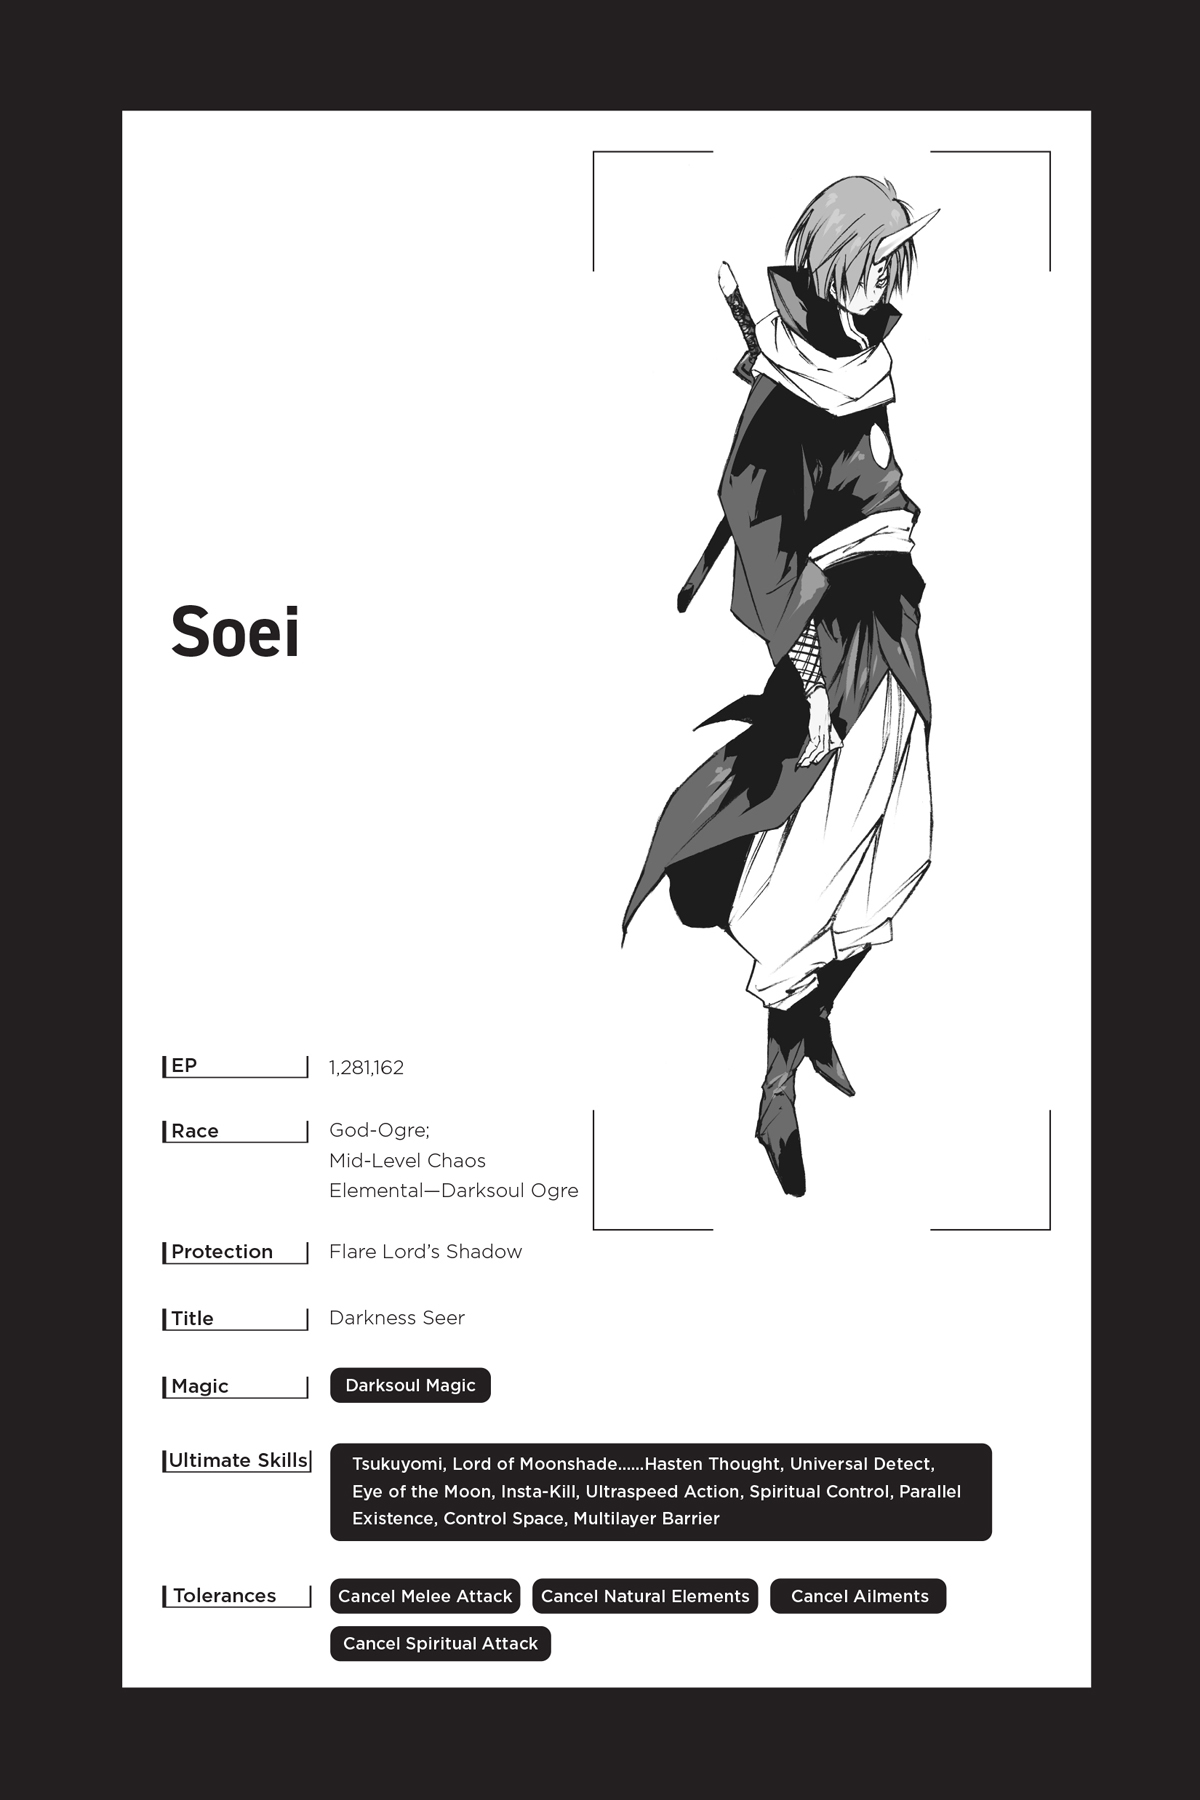 Soei
EP 1,281,162
Race God-Ogre;
Mid-Level Chaos
Elemental—Darksoul Ogre
Protection Flare Lord’s Shadow
Title Darkness Seer
Magic Darksoul Magic
Ultimate Skills Tsukuyomi, Lord of Moonshade......Hasten Thought, Universal Detect,
Eye of the Moon, Insta-Kill, Ultraspeed Action, Spiritual Control, Parallel
Existence, Control Space, Multilayer Barrier
Tolerances Cancel Melee Attack Cancel Natural Elements Cancel Ailments
Cancel Spiritual Attack